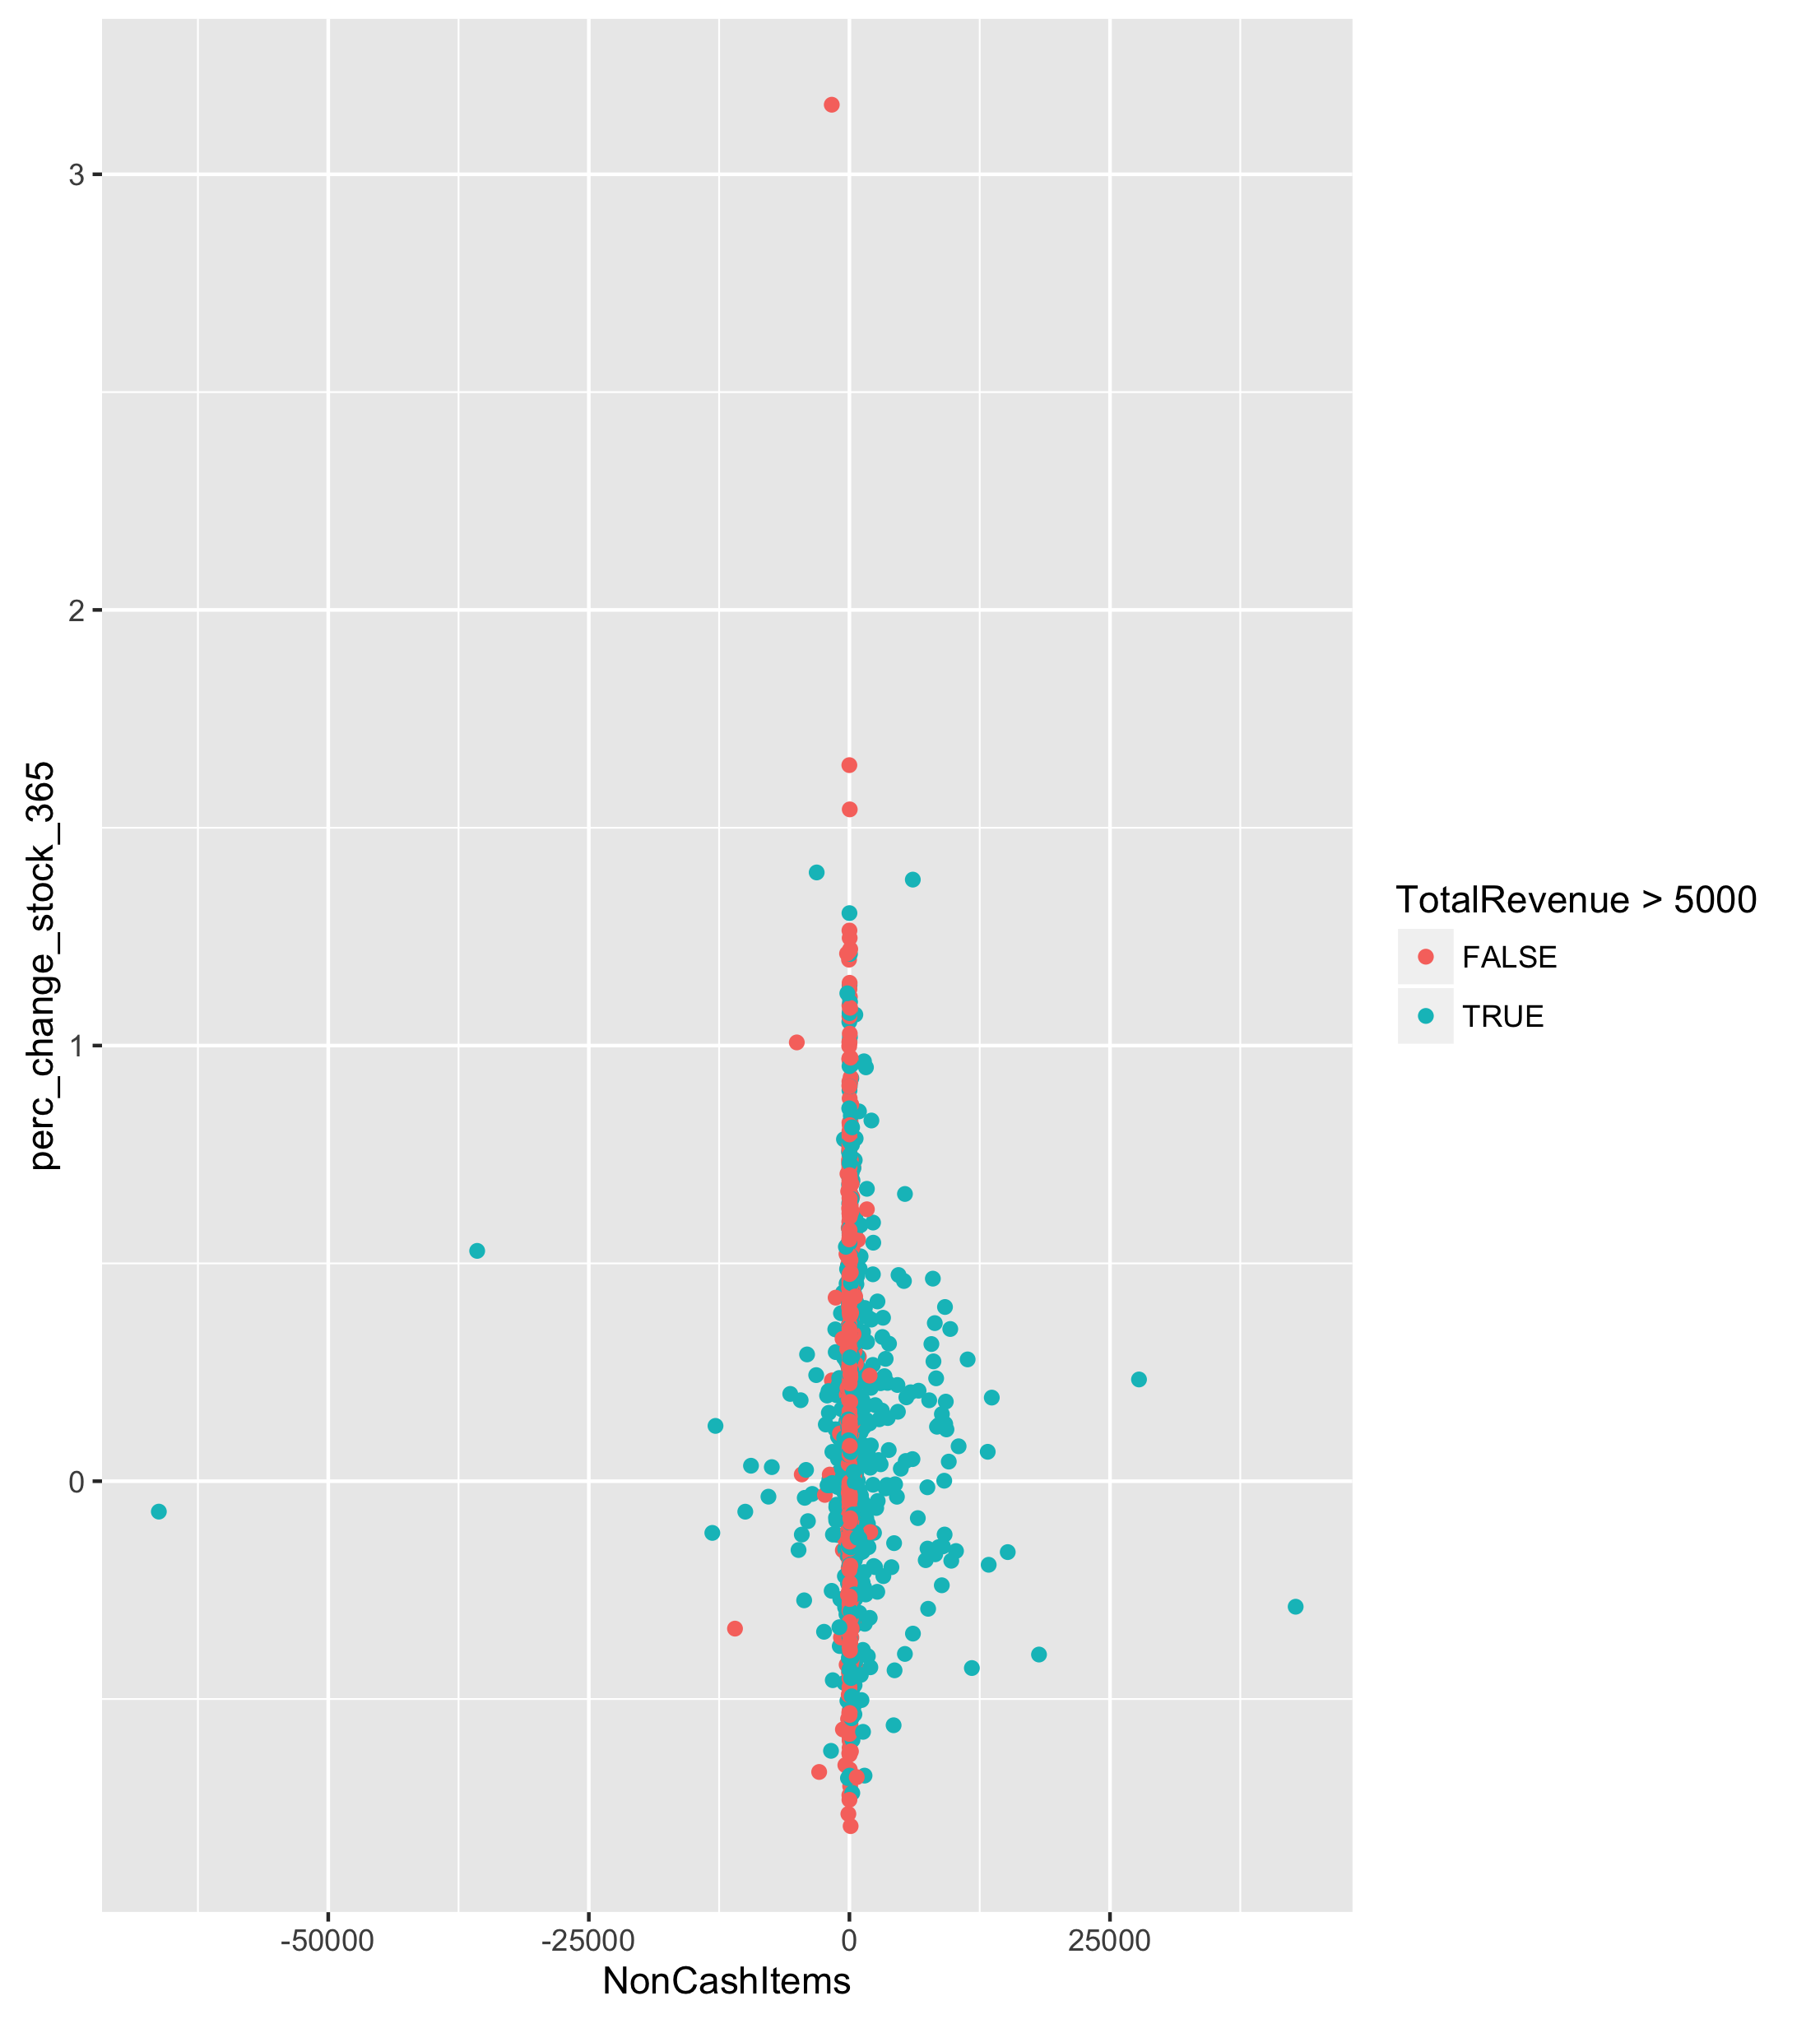 3
2
1
0
perc_change_stock_365
-50000
-25000
0
25000
NonCashItems
TotalRevenue > 5000
FALSE
TRUE